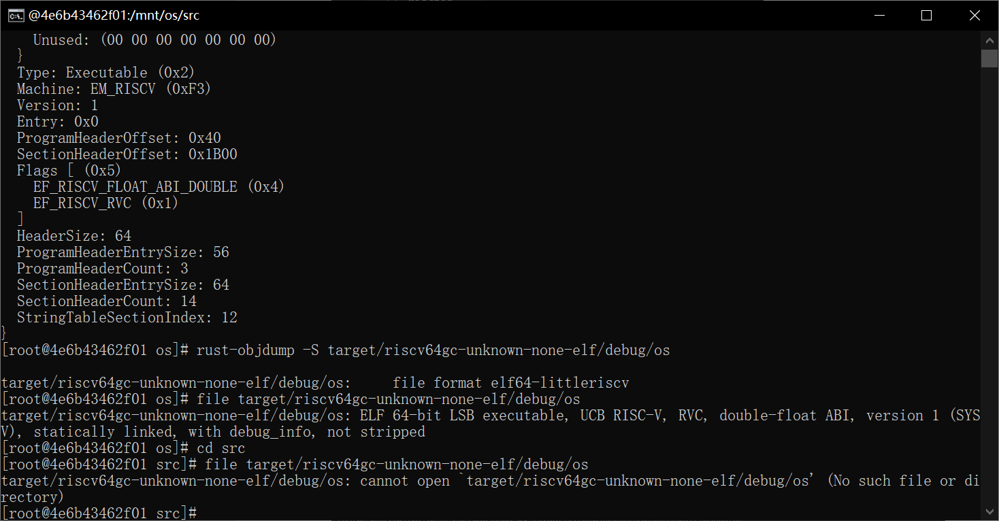 @4e6b43462f01:/mnt/os/src
    Unused: (00 00 00 00 00 00 00)
  }
  Type: Executable (0x2)
  Machine: EM_RISCV (0xF3)
  Version: 1
  Entry: 0x0
  ProgramHeaderOffset: 0x40
  SectionHeaderOffset: 0x1B00
  Flags [ (0x5)
    EF_RISCV_FLOAT_ABI_DOUBLE (0x4)
    EF_RISCV_RVC (0x1)
  ]
  HeaderSize: 64
  ProgramHeaderEntrySize: 56
  ProgramHeaderCount: 3
  SectionHeaderEntrySize: 64
  SectionHeaderCount: 14
  StringTableSectionIndex: 12
}
[root@4e6b43462f01 os]# rust-objdump -S target/riscv64gc-unknown-none-elf/debug/os

target/riscv64gc-unknown-none-elf/debug/os:     file format elf64-littleriscv
[root@4e6b43462f01 os]# file target/riscv64gc-unknown-none-elf/debug/os
target/riscv64gc-unknown-none-elf/debug/os: ELF 64-bit LSB executable, UCB RISC-V, RVC, double-float ABI, version 1 (SYS
V), statically linked, with debug_info, not stripped
[root@4e6b43462f01 os]# cd src
[root@4e6b43462f01 src]# file target/riscv64gc-unknown-none-elf/debug/os
target/riscv64gc-unknown-none-elf/debug/os: cannot open `target/riscv64gc-unknown-none-elf/debug/os' (No such file or di
rectory)
[root@4e6b43462f01 src]#